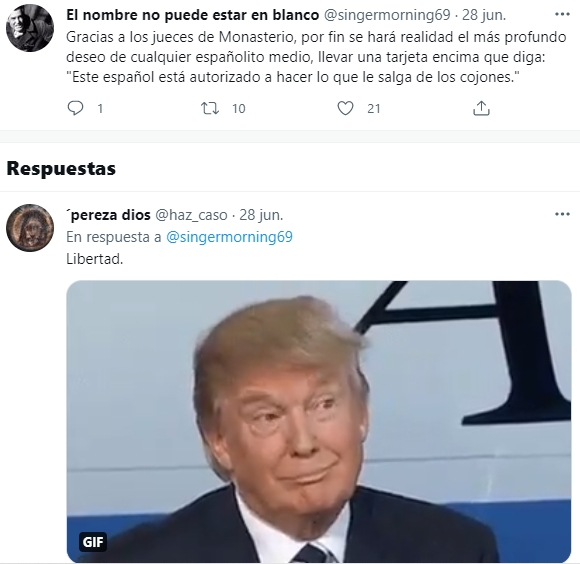 El nombre no puede estar en blanco @singermorning69 · 28 jun.
Gracias a los jueces de Monasterio, por fin se hará realidad el más profundo
deseo de cualquier españolito medio, llevar una tarjeta encima que diga:
"Este español está autorizado a hacer lo que le salga de los cojones."
1 10 21
Respuestas
´pereza dios @haz_caso · 28 jun.
En respuesta a @singermorning69
Libertad.
A
GIF